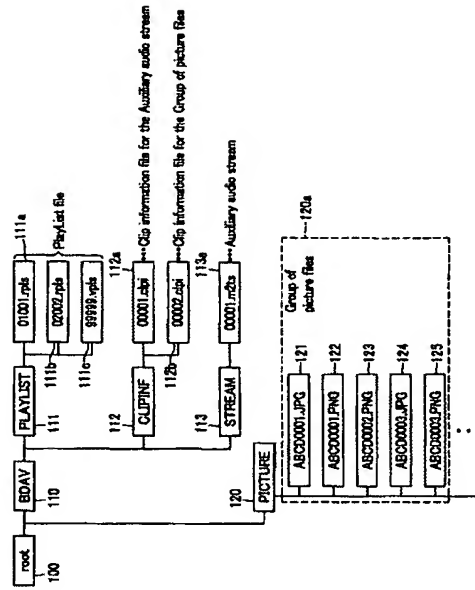 root
100
BDAV
110
PLAYLIST
111
01001.rpls
111a
02002.rpls
111b
99999.vpls
111c
PlayList file
CLIPINF
112
00001.clpi
112a
Clip information file for the Auxiliary audio stream
00002.clpi
112b
Clip information file for the Group of picture files
STREAM
113
00001.m2ts
113a
Auxiliary audio stream
PICTURE
120
120a
Group of
picture files
ABCD0001.JPG
121
ABCD0001.PNG
122
ABCD0002.PNG
123
ABCD0003.JPG
124
ABCD0003.PNG
125